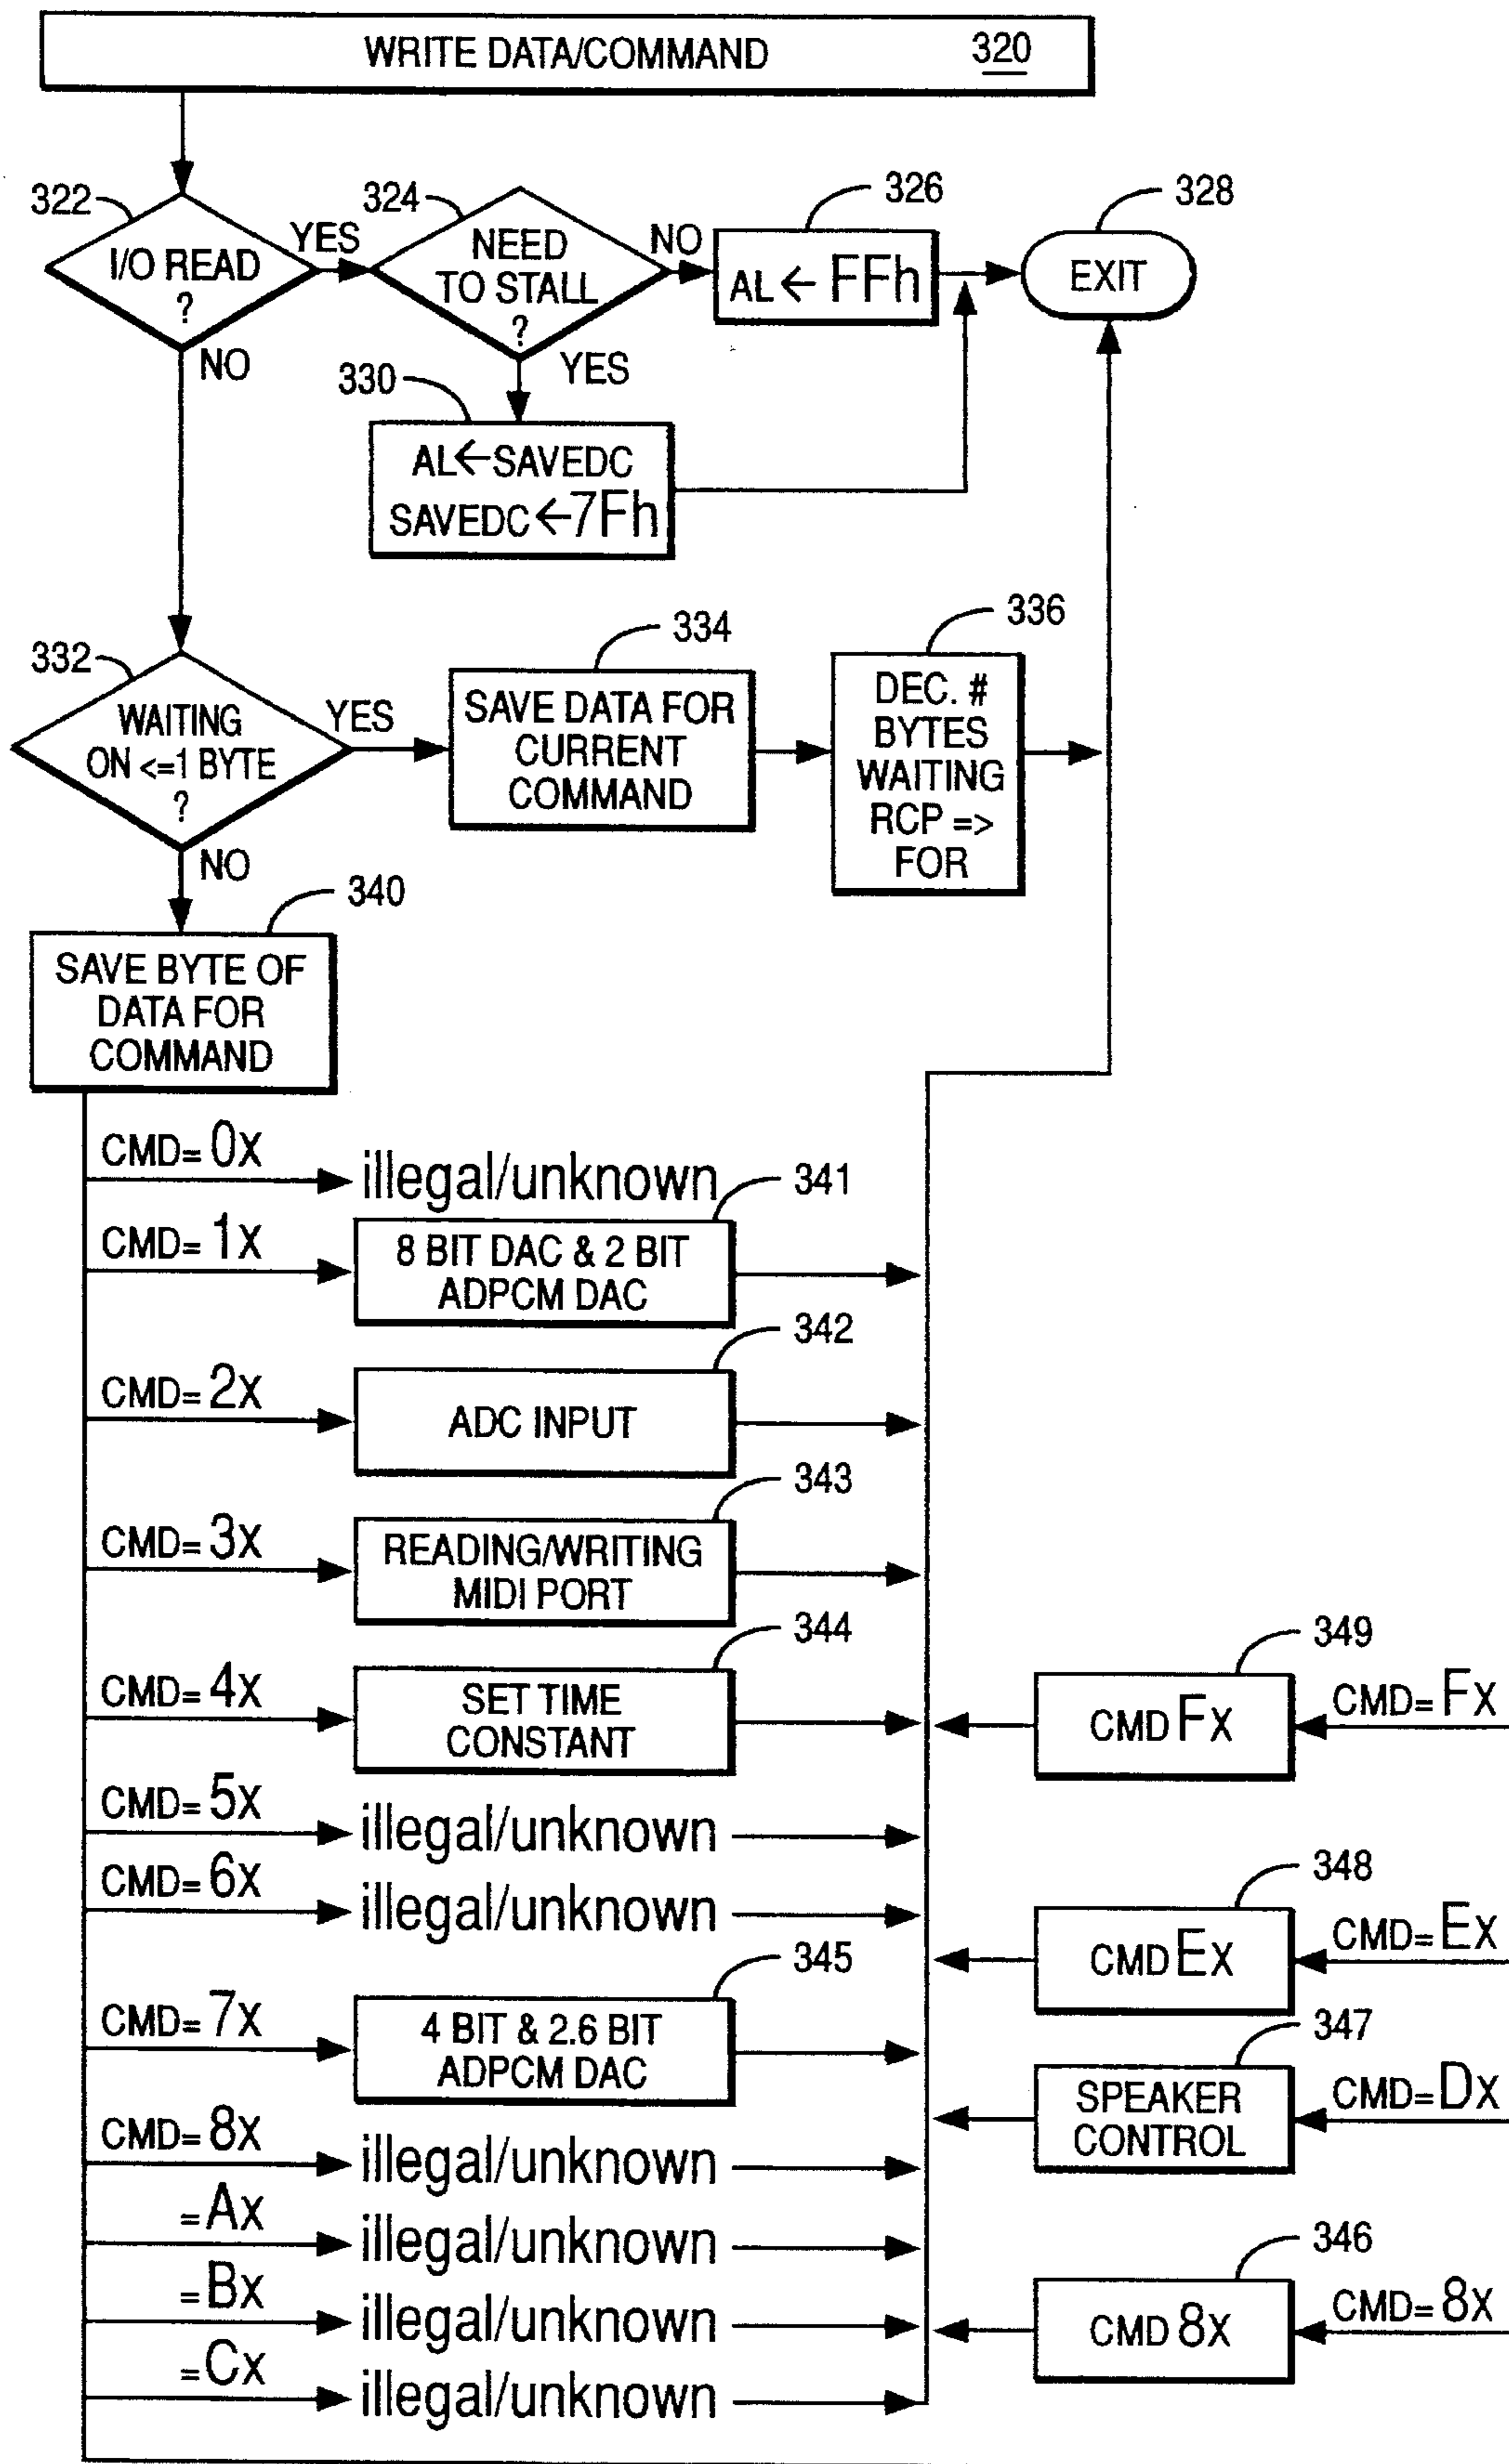 WRITE DATA/COMMAND 320
322
I/O READ
?
YES
NO
324
NEED
TO STALL
?
NO
YES
326
AL ← FFh
328
EXIT
330
AL←SAVEDC
SAVEDC←7Fh
332
WAITING
ON <=1 BYTE
?
YES
NO
334
SAVE DATA FOR
CURRENT
COMMAND
336
DEC. #
BYTES
WAITING
RCP =>
FOR
340
SAVE BYTE OF
DATA FOR
COMMAND
CMD= 0x
illegal/unknown
CMD= 1x
341
8 BIT DAC & 2 BIT
ADPCM DAC
CMD= 2x
342
ADC INPUT
CMD= 3x
343
READING/WRITING
MIDI PORT
CMD= 4x
344
SET TIME
CONSTANT
CMD= 5x
illegal/unknown
CMD= 6x
illegal/unknown
CMD= 7x
345
4 BIT & 2.6 BIT
ADPCM DAC
CMD= 8x
illegal/unknown
=Ax
illegal/unknown
=Bx
illegal/unknown
=Cx
illegal/unknown
349
CMD Fx
CMD= Fx
348
CMD Ex
CMD= Ex
347
SPEAKER
CONTROL
CMD= Dx
346
CMD 8x
CMD= 8x